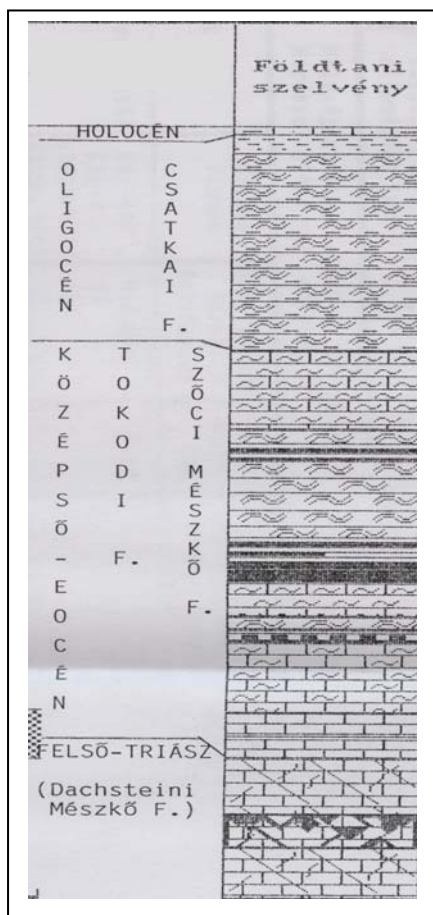 Földtani
szelvény
HOLOCÉN
OLIGOCÉN
CSATKAI F.
KÖZÉPSŐ-EOCÉN
TOKODI F.
SZŐCI MÉSZKŐ F.
FELSŐ-TRIÁSZ
(Dachsteini
Mészkő F.)